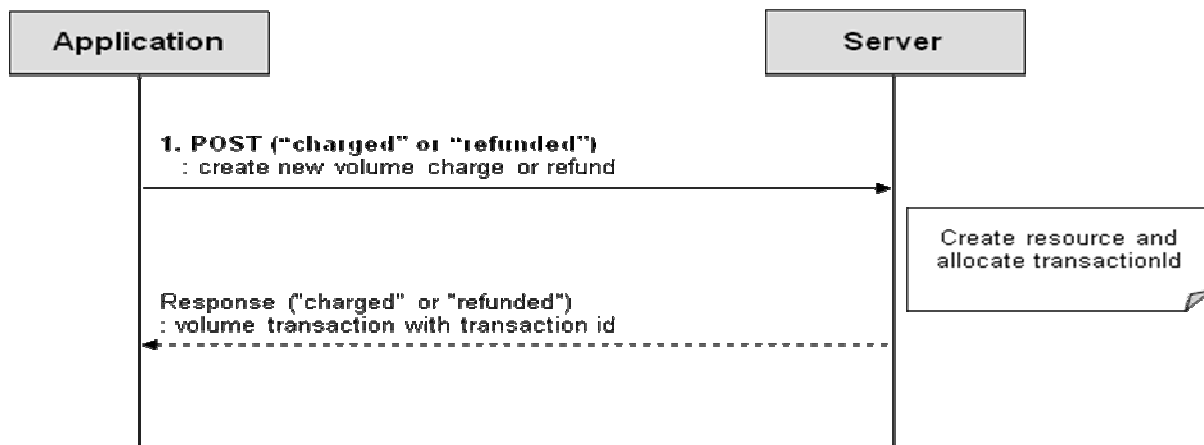 Application
Server
1. POST (“charged” or “refunded”)
: create new volume charge or refund
Create resource and
allocate transactionId
Response ("charged" or "refunded")
: volume transaction with transaction id